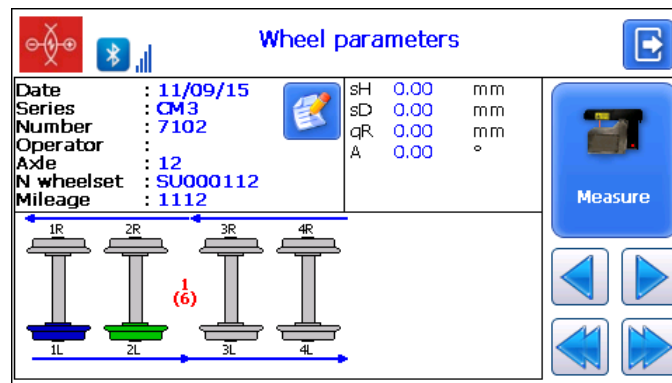 Wheel parameters
Date : 11/09/15
Series : CM3
Number : 7102
Operator :
Axle : 12
N wheelset : SU000112
Mileage : 1112
sH 0.00 mm
sD 0.00 mm
qR 0.00 mm
A 0.00 °
Measure
1R 2R 3R 4R
1
(6)
1L 2L 3L 4L